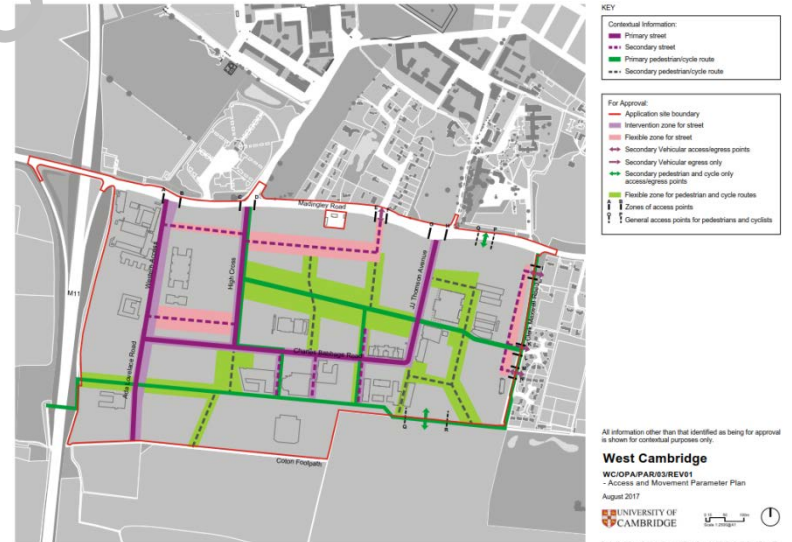 Madingley Road
M11
Western Access
High Cross
JJ Thomson Avenue
Clerk Maxwell Road
Charles Babbage Road
Ada Lovelace Road
Coton Footpath
KEY
Contextual Information:
Primary street
Secondary street
Primary pedestrian/cycle route
Secondary pedestrian/cycle route
For Approval:
Application site boundary
Intervention zone for street
Flexible zone for street
Secondary Vehicular access/egress points
Secondary Vehicular egress only
Secondary pedestrian and cycle only
access/egress points
Flexible zone for pedestrian and cycle routes
A B Zones of access points
Q P General access points for pedestrians and cyclists
All information other than that identified as being for approval
is shown for contextual purposes only.
West Cambridge
WC/OPA/PAR/03/REV01
- Access and Movement Parameter Plan
August 2017
UNIVERSITY OF
CAMBRIDGE